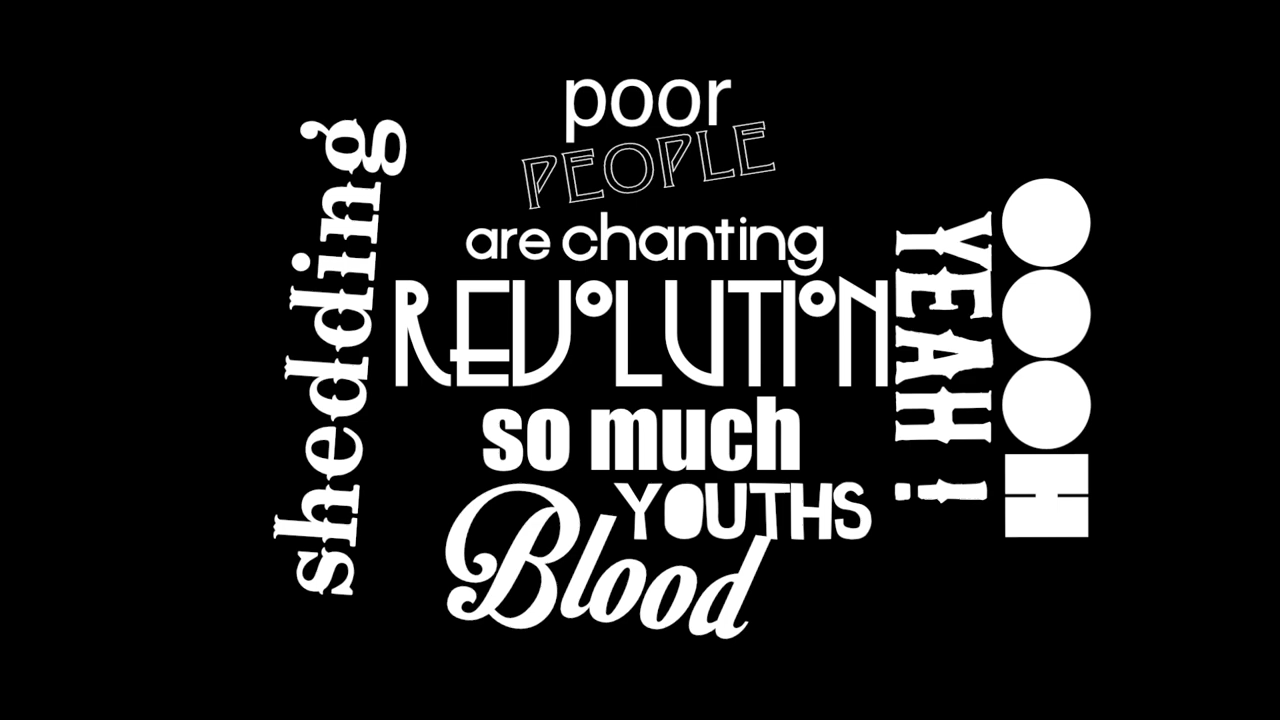 poor
PEOPLE
are chanting
REVOLUTION
shedding
so much
YOUTHS
Blood
YEAH !
OOOH